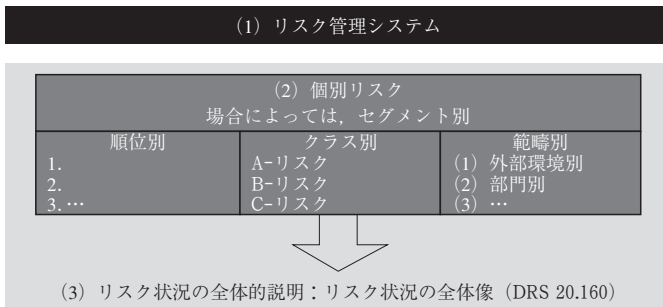 (1) リスク管理システム
(2) 個別リスク
場合によっては，セグメント別
順位別
1.
2.
3. …
クラス別
A-リスク
B-リスク
C-リスク
範疇別
(1) 外部環境別
(2) 部門別
(3) …
(3) リスク状況の全体的説明：リスク状況の全体像（DRS 20.160）